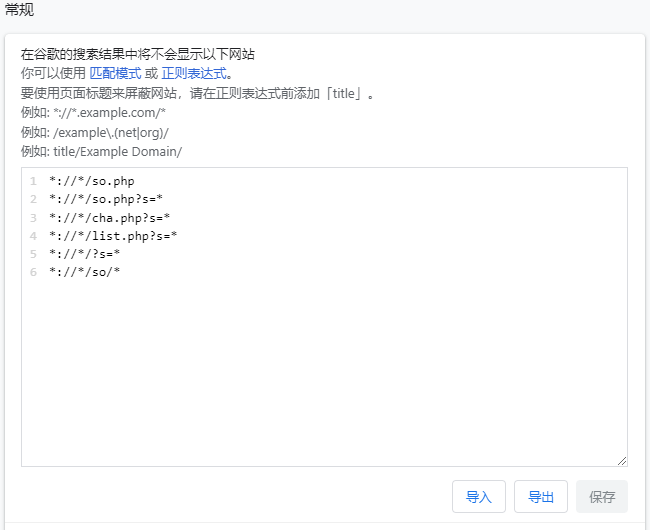 常规
在谷歌的搜索结果中将不会显示以下网站
你可以使用 匹配模式 或 正则表达式。
要使用页面标题来屏蔽网站，请在正则表达式前添加「title」。
例如: *://*.example.com/*
例如: /example\.(net|org)/
例如: title/Example Domain/
1 *://*/so.php
2 *://*/so.php?s=*
3 *://*/cha.php?s=*
4 *://*/list.php?s=*
5 *://*/?s=*
6 *://*/so/*
导入 导出 保存